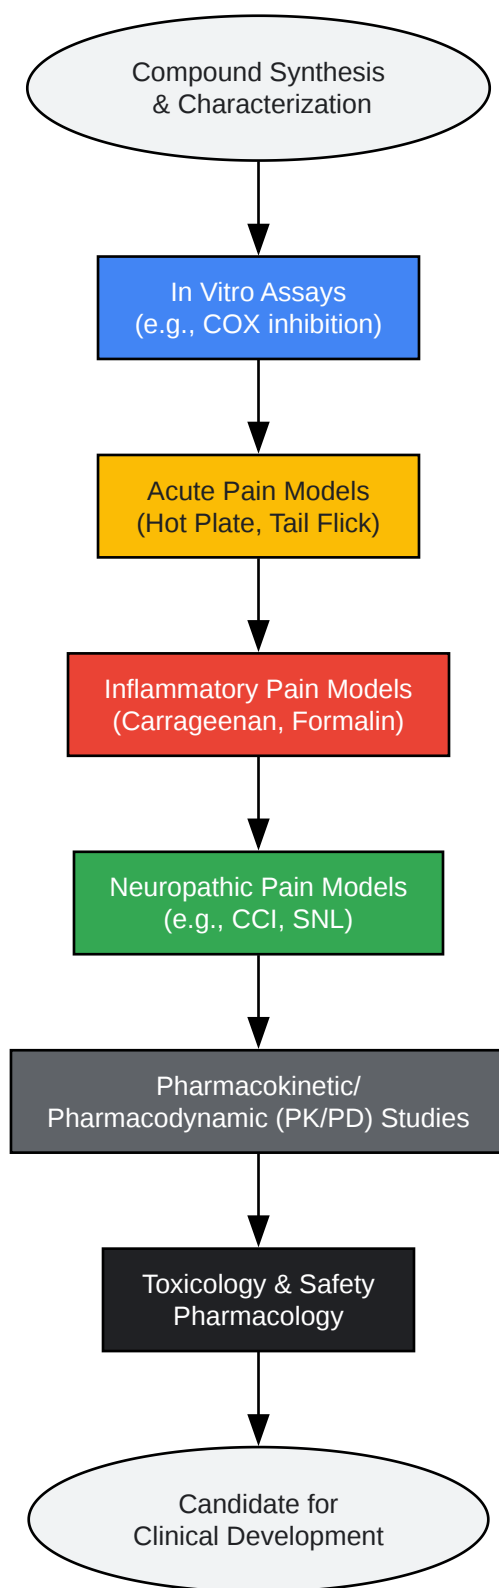 Compound Synthesis
& Characterization
In Vitro Assays
(e.g., COX inhibition)
Acute Pain Models
(Hot Plate, Tail Flick)
Inflammatory Pain Models
(Carrageenan, Formalin)
Neuropathic Pain Models
(e.g., CCI, SNL)
Pharmacokinetic/
Pharmacodynamic (PK/PD) Studies
Toxicology & Safety
Pharmacology
Candidate for
Clinical Development